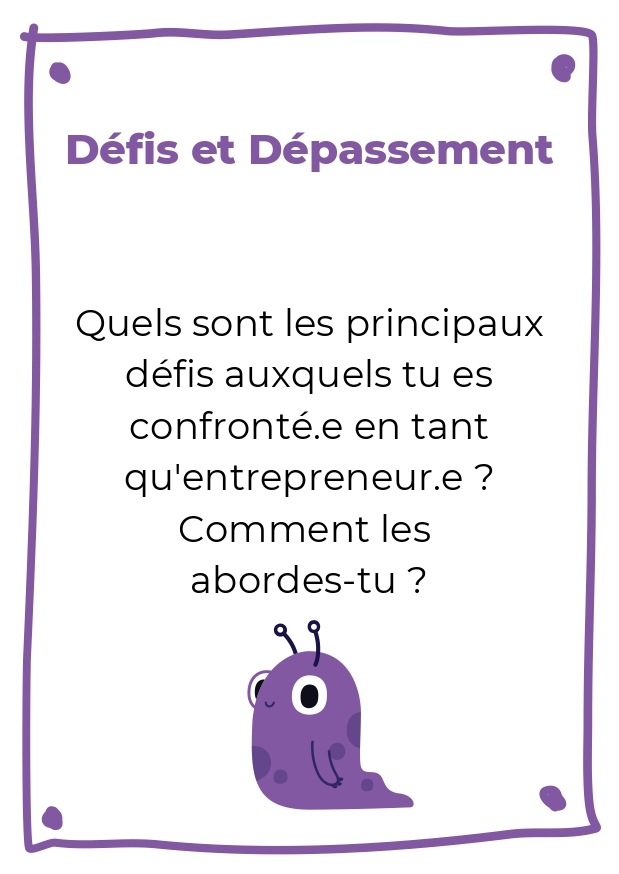 Défis et Dépassement
Quels sont les principaux
défis auxquels tu es
confronté.e en tant
qu'entrepreneur.e ?
Comment les
abordes-tu ?